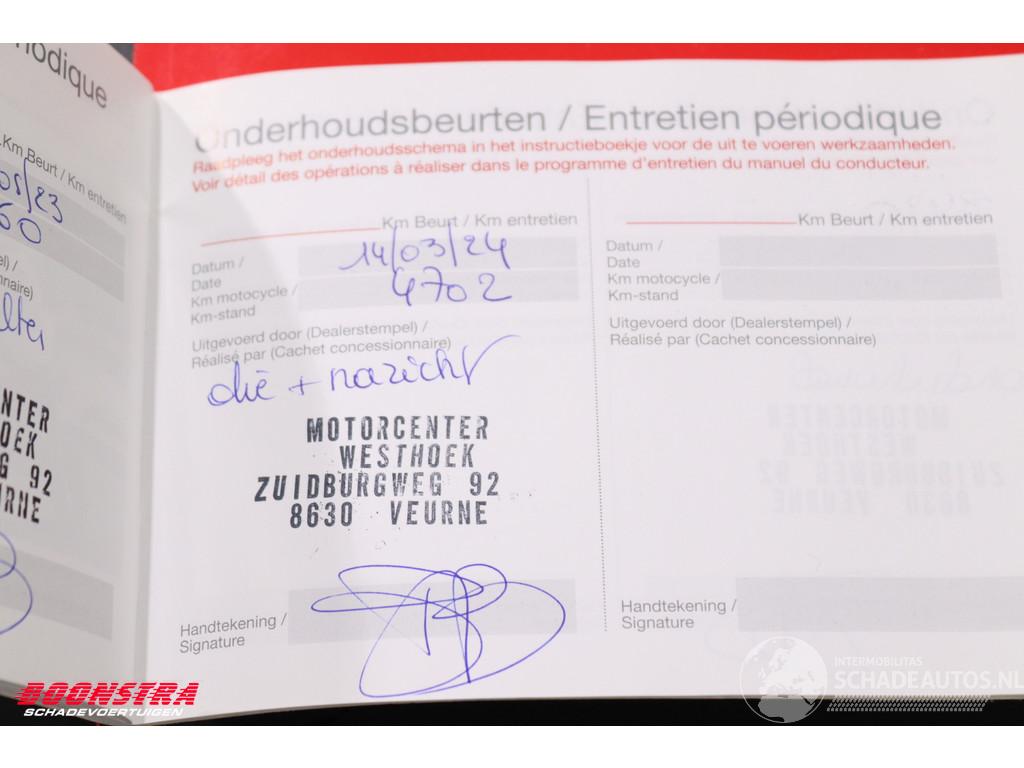 iodique
Km Beurt / Km entretien
05/23
60
el) /
nnaire)
lter
NTER
OEK
G 92
URNE
Onderhoudsbeurten / Entretien périodique
Raadpleeg het onderhoudsschema in het instructieboekje voor de uit te voeren werkzaamheden.
Voir détail des opérations à réaliser dans le programme d'entretien du manuel du conducteur.
Km Beurt / Km entretien
Datum / 14/03/24
Date
Km motocycle / 4702
Km-stand
Uitgevoerd door (Dealerstempel) /
Réalisé par (Cachet concessionnaire)
olie + nazicht
MOTORCENTER
WESTHOEK
ZUIDBURGWEG 92
8630 VEURNE
Handtekening /
Signature
Km Beurt / Km entretien
Datum /
Date
Km motocycle /
Km-stand
Uitgevoerd door (Dealerstempel) /
Réalisé par (Cachet concessionnaire)
Handtekening /
Signature
BOONSTRA
SCHADEVOERTUIGEN
INTERMOBILITAS
SCHADEAUTOS.NL